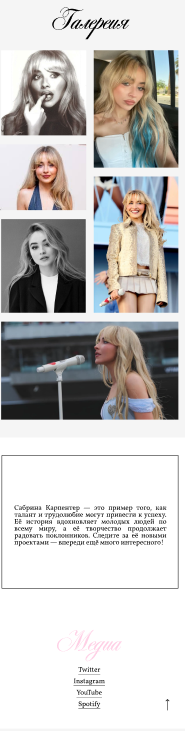 Галерея
Сабрина Карпентер — это пример того, как
талант и трудолюбие могут привести к успеху.
Её история вдохновляет молодых людей по
всему миру, а её творчество продолжает
радовать поклонников. Следите за её новыми
проектами — впереди ещё много интересного!
Медиа
Twitter
Instagram
YouTube
Spotify
↑